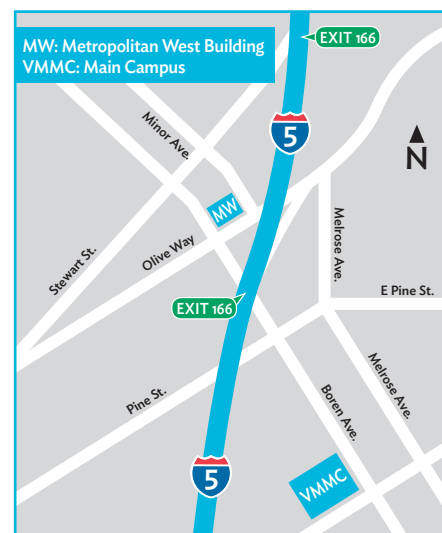 MW: Metropolitan West Building
VMMC: Main Campus
EXIT 166
5
Minor Ave.
N
MW
Melrose Ave.
Olive Way
Stewart St.
E Pine St.
EXIT 166
Pine St.
Melrose Ave.
Boren Ave.
5
VMMC